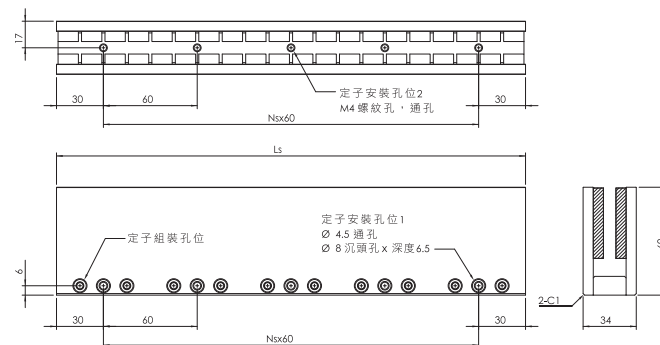 17
30
60
定子安裝孔位2
M4 螺紋孔，通孔
30
Nsx60
Ls
定子組裝孔位
定子安裝孔位1
Ø 4.5 通孔
Ø 8 沉頭孔 x 深度6.5
6
30
60
Nsx60
30
2-C1
34